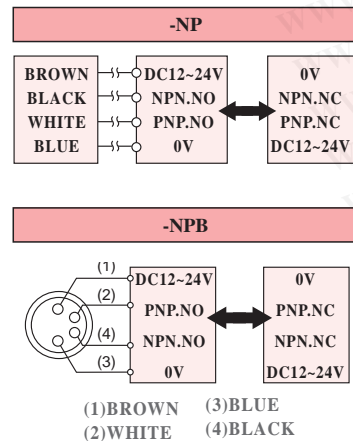 -NP
BROWN DC12~24V 0V
BLACK NPN.NO NPN.NC
WHITE PNP.NO PNP.NC
BLUE 0V DC12~24V
-NPB
(1) DC12~24V 0V
(2) PNP.NO PNP.NC
(4) NPN.NO NPN.NC
(3) 0V DC12~24V
(1)BROWN (3)BLUE
(2)WHITE (4)BLACK